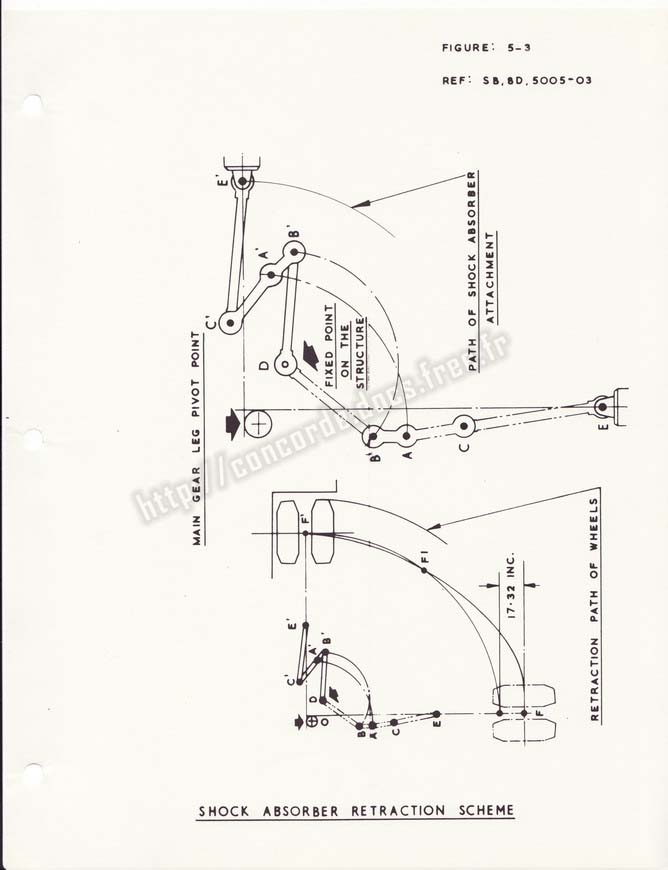 FIGURE: 5-3
REF: SB,8D,5005-03
E'
B'
A'
C'
D
FIXED POINT
ON THE
STRUCTURE
PATH OF SHOCK ABSORBER
ATTACHMENT
MAIN GEAR LEG PIVOT POINT
B'
A
C
E
http://concorde.docs.free.fr
F'
F1
17·32 INC.
RETRACTION PATH OF WHEELS
E'
A'
B'
C'
D
O
B
A
C
E
F
SHOCK ABSORBER RETRACTION SCHEME